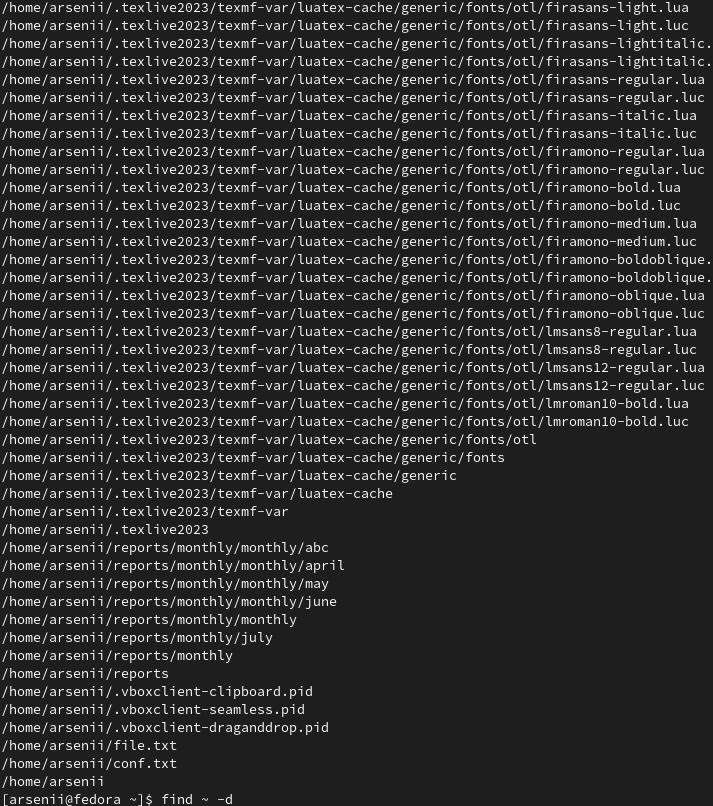 /home/arsenii/.texlive2023/texmf-var/luatex-cache/generic/fonts/otl/firasans-light.lua
/home/arsenii/.texlive2023/texmf-var/luatex-cache/generic/fonts/otl/firasans-light.luc
/home/arsenii/.texlive2023/texmf-var/luatex-cache/generic/fonts/otl/firasans-lightitalic.
/home/arsenii/.texlive2023/texmf-var/luatex-cache/generic/fonts/otl/firasans-lightitalic.
/home/arsenii/.texlive2023/texmf-var/luatex-cache/generic/fonts/otl/firasans-regular.lua
/home/arsenii/.texlive2023/texmf-var/luatex-cache/generic/fonts/otl/firasans-regular.luc
/home/arsenii/.texlive2023/texmf-var/luatex-cache/generic/fonts/otl/firasans-italic.lua
/home/arsenii/.texlive2023/texmf-var/luatex-cache/generic/fonts/otl/firasans-italic.luc
/home/arsenii/.texlive2023/texmf-var/luatex-cache/generic/fonts/otl/firamono-regular.lua
/home/arsenii/.texlive2023/texmf-var/luatex-cache/generic/fonts/otl/firamono-regular.luc
/home/arsenii/.texlive2023/texmf-var/luatex-cache/generic/fonts/otl/firamono-bold.lua
/home/arsenii/.texlive2023/texmf-var/luatex-cache/generic/fonts/otl/firamono-bold.luc
/home/arsenii/.texlive2023/texmf-var/luatex-cache/generic/fonts/otl/firamono-medium.lua
/home/arsenii/.texlive2023/texmf-var/luatex-cache/generic/fonts/otl/firamono-medium.luc
/home/arsenii/.texlive2023/texmf-var/luatex-cache/generic/fonts/otl/firamono-boldoblique.
/home/arsenii/.texlive2023/texmf-var/luatex-cache/generic/fonts/otl/firamono-boldoblique.
/home/arsenii/.texlive2023/texmf-var/luatex-cache/generic/fonts/otl/firamono-oblique.lua
/home/arsenii/.texlive2023/texmf-var/luatex-cache/generic/fonts/otl/firamono-oblique.luc
/home/arsenii/.texlive2023/texmf-var/luatex-cache/generic/fonts/otl/lmsans8-regular.lua
/home/arsenii/.texlive2023/texmf-var/luatex-cache/generic/fonts/otl/lmsans8-regular.luc
/home/arsenii/.texlive2023/texmf-var/luatex-cache/generic/fonts/otl/lmsans12-regular.lua
/home/arsenii/.texlive2023/texmf-var/luatex-cache/generic/fonts/otl/lmsans12-regular.luc
/home/arsenii/.texlive2023/texmf-var/luatex-cache/generic/fonts/otl/lmroman10-bold.lua
/home/arsenii/.texlive2023/texmf-var/luatex-cache/generic/fonts/otl/lmroman10-bold.luc
/home/arsenii/.texlive2023/texmf-var/luatex-cache/generic/fonts/otl
/home/arsenii/.texlive2023/texmf-var/luatex-cache/generic/fonts
/home/arsenii/.texlive2023/texmf-var/luatex-cache/generic
/home/arsenii/.texlive2023/texmf-var/luatex-cache
/home/arsenii/.texlive2023/texmf-var
/home/arsenii/.texlive2023
/home/arsenii/reports/monthly/monthly/abc
/home/arsenii/reports/monthly/monthly/april
/home/arsenii/reports/monthly/monthly/may
/home/arsenii/reports/monthly/monthly/june
/home/arsenii/reports/monthly/monthly
/home/arsenii/reports/monthly/july
/home/arsenii/reports/monthly
/home/arsenii/reports
/home/arsenii/.vboxclient-clipboard.pid
/home/arsenii/.vboxclient-seamless.pid
/home/arsenii/.vboxclient-draganddrop.pid
/home/arsenii/file.txt
/home/arsenii/conf.txt
/home/arsenii
[arsenii@fedora ~]$ find ~ -d